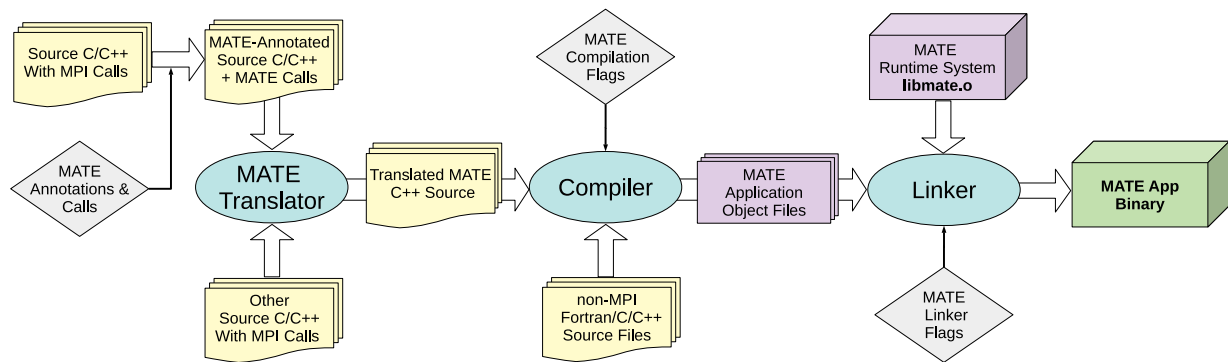 Source C/C++
With MPI Calls
MATE-Annotated
Source C/C++
+ MATE Calls
MATE
Compilation
Flags
MATE
Runtime System
libmate.o
MATE
Annotations &
Calls
MATE
Translator
Translated MATE
C++ Source
Compiler
MATE
Application
Object Files
Linker
MATE App
Binary
Other
Source C/C++
With MPI Calls
non-MPI
Fortran/C/C++
Source Files
MATE
Linker
Flags